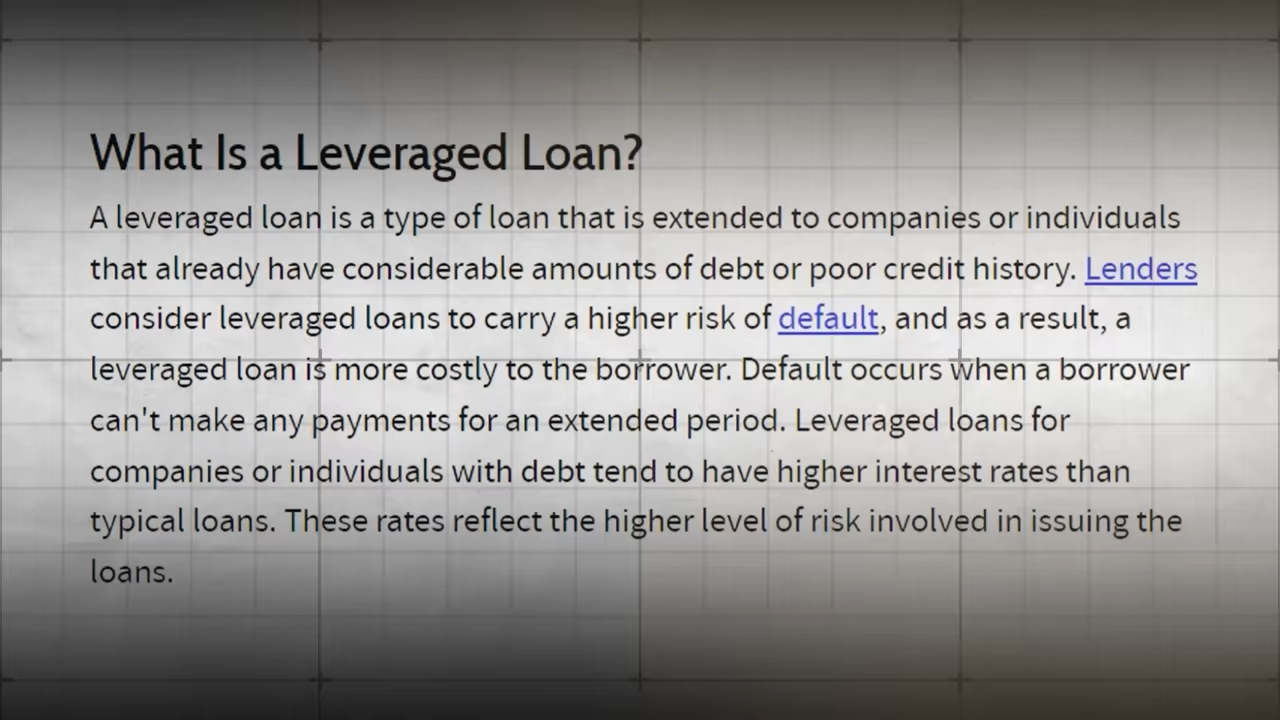 What Is a Leveraged Loan?
A leveraged loan is a type of loan that is extended to companies or individuals
that already have considerable amounts of debt or poor credit history. Lenders
consider leveraged loans to carry a higher risk of default, and as a result, a
leveraged loan is more costly to the borrower. Default occurs when a borrower
can't make any payments for an extended period. Leveraged loans for
companies or individuals with debt tend to have higher interest rates than
typical loans. These rates reflect the higher level of risk involved in issuing the
loans.